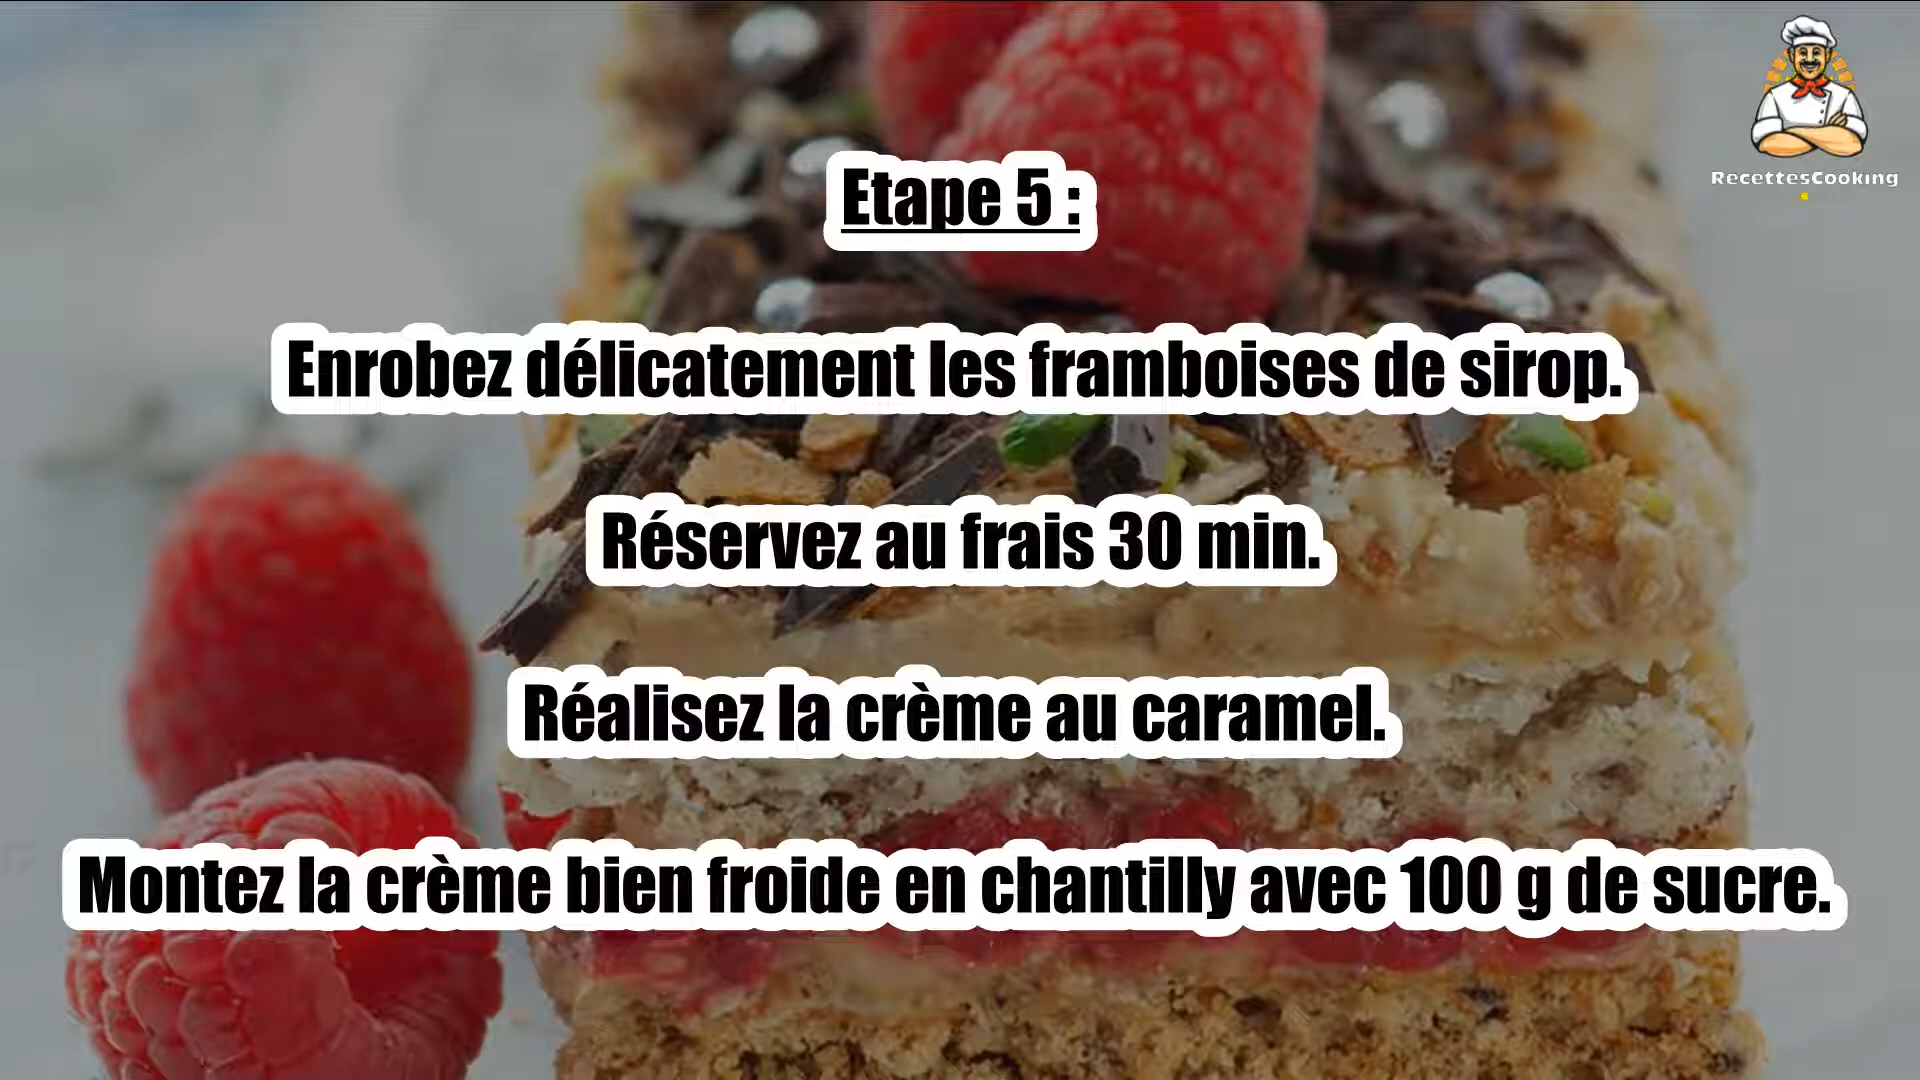 RecettesCooking
Etape 5 :
Enrobez délicatement les framboises de sirop.
Réservez au frais 30 min.
Réalisez la crème au caramel.
Montez la crème bien froide en chantilly avec 100 g de sucre.